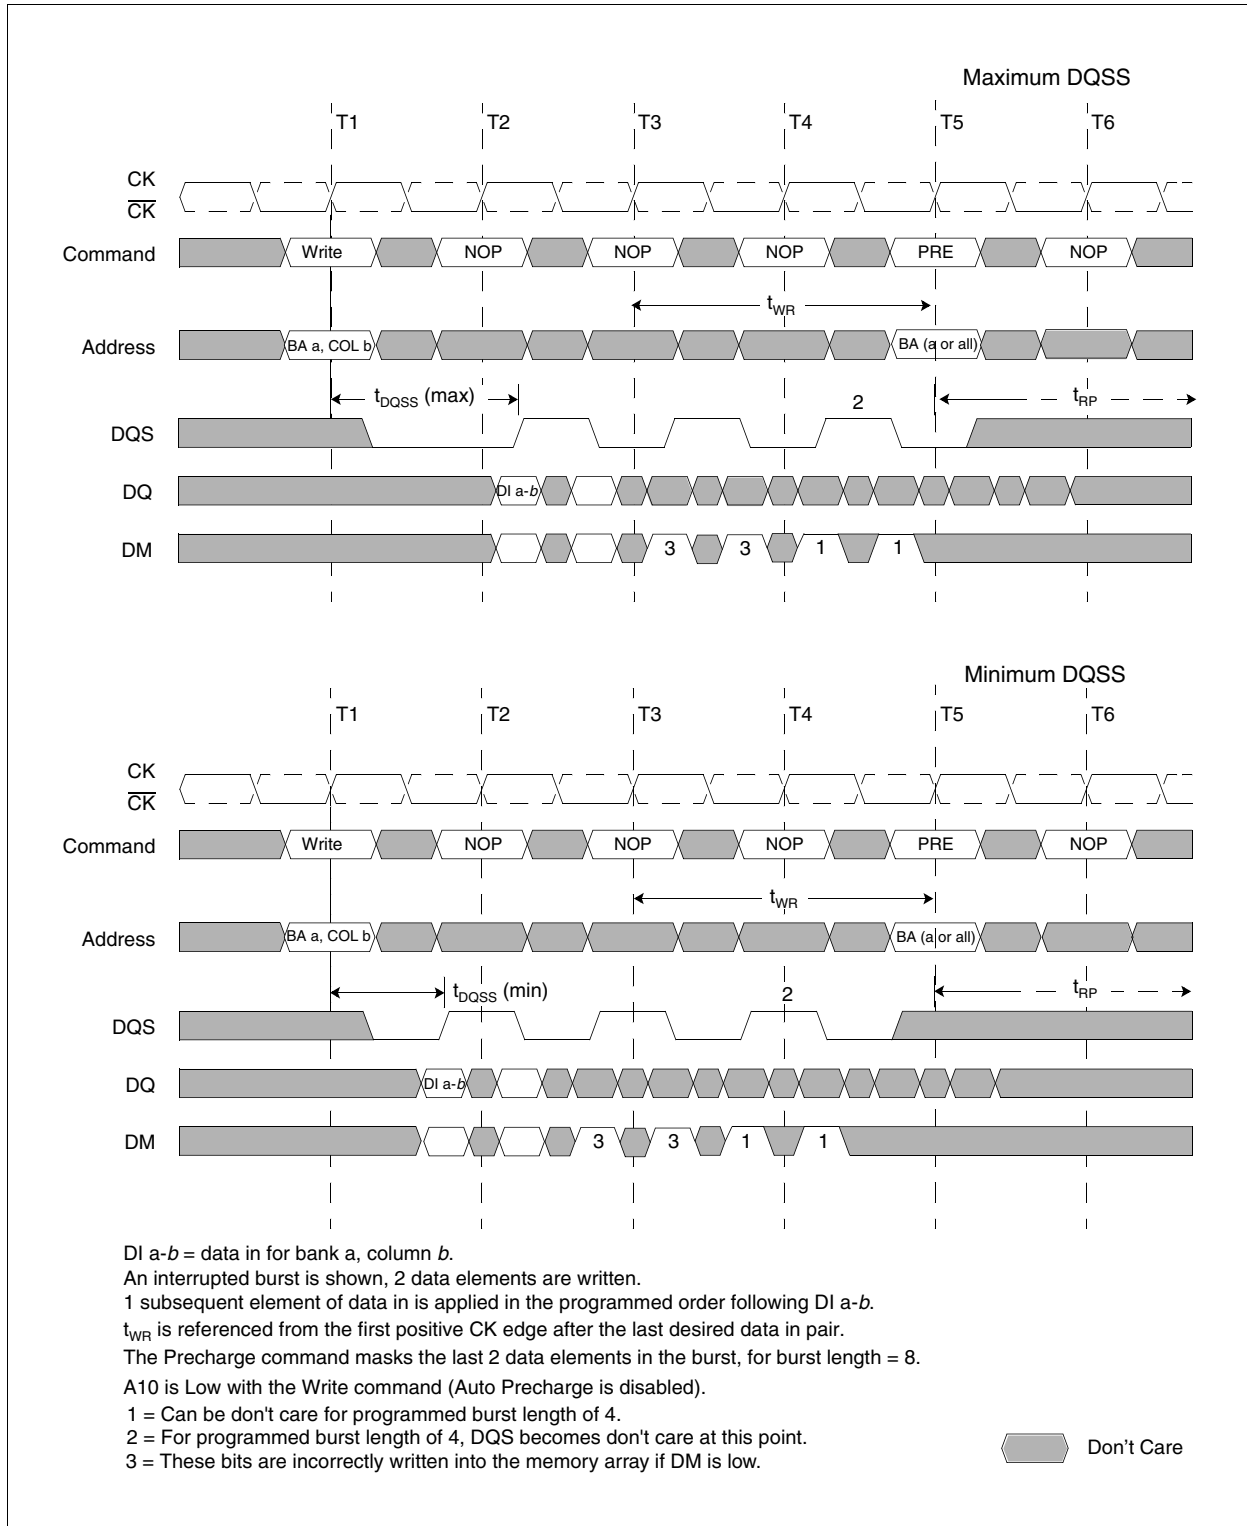 Maximum DQSS
T1 T2 T3 T4 T5 T6
CK
CK
Command Write NOP NOP NOP PRE NOP
tWR
Address BA a, COL b BA (a or all)
tDQSS (max) 2 tRP
DQS
DQ DI a-b
DM 3 3 1 1
Minimum DQSS
T1 T2 T3 T4 T5 T6
CK
CK
Command Write NOP NOP NOP PRE NOP
tWR
Address BA a, COL b BA (a or all)
tDQSS (min) 2 tRP
DQS
DQ DI a-b
DM 3 3 1 1
DI a-b = data in for bank a, column b.
An interrupted burst is shown, 2 data elements are written.
1 subsequent element of data in is applied in the programmed order following DI a-b.
tWR is referenced from the first positive CK edge after the last desired data in pair.
The Precharge command masks the last 2 data elements in the burst, for burst length = 8.
A10 is Low with the Write command (Auto Precharge is disabled).
1 = Can be don't care for programmed burst length of 4.
2 = For programmed burst length of 4, DQS becomes don't care at this point.
3 = These bits are incorrectly written into the memory array if DM is low.
Don't Care